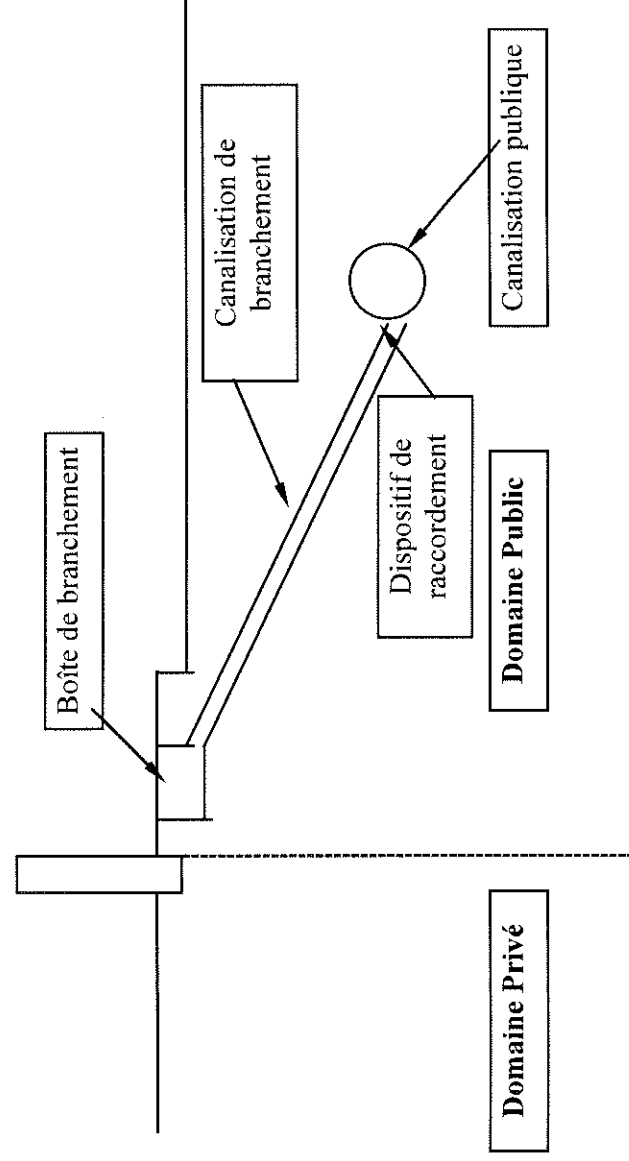 Boîte de branchement
Canalisation de
branchement
Dispositif de
raccordement
Canalisation publique
Domaine Privé
Domaine Public